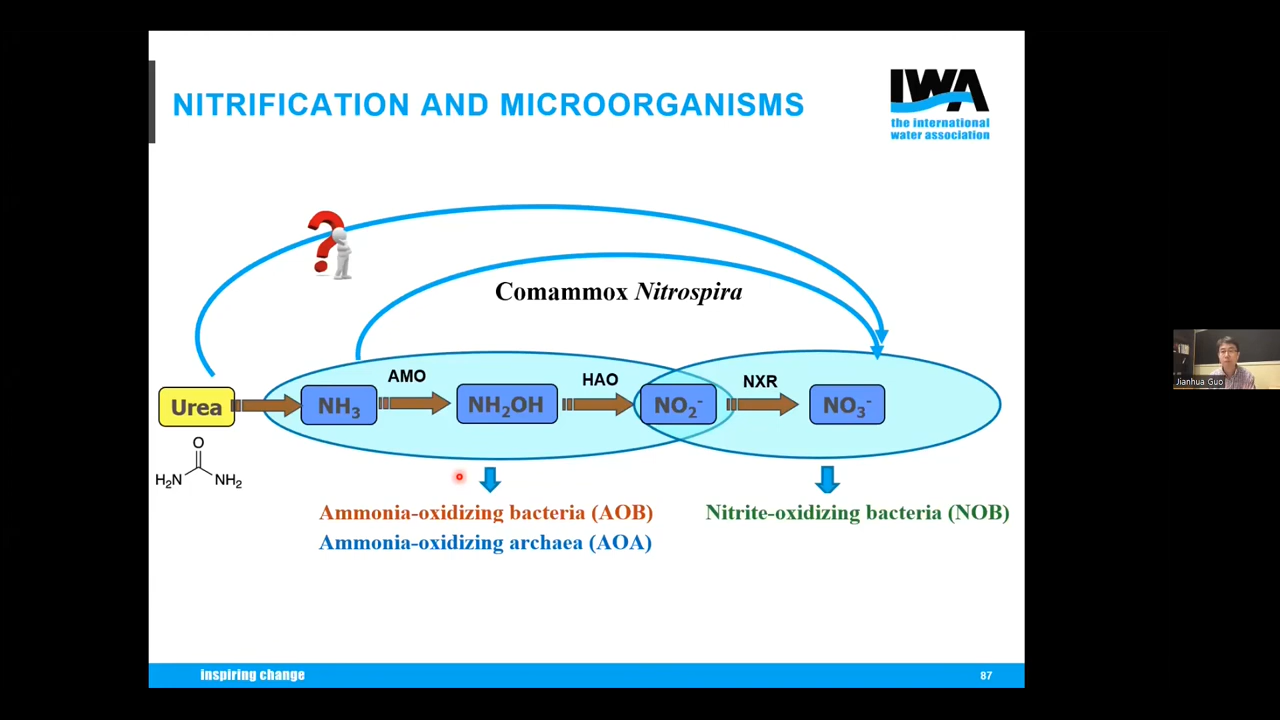 NITRIFICATION AND MICROORGANISMS
IWA
the international
water association
?
Comammox Nitrospira
AMO
HAO
NXR
Urea
NH₃
NH₂OH
NO₂⁻
NO₃⁻
O
H₂N
NH₂
Ammonia-oxidizing bacteria (AOB)
Nitrite-oxidizing bacteria (NOB)
Ammonia-oxidizing archaea (AOA)
inspiring change
87
Jianhua Guo